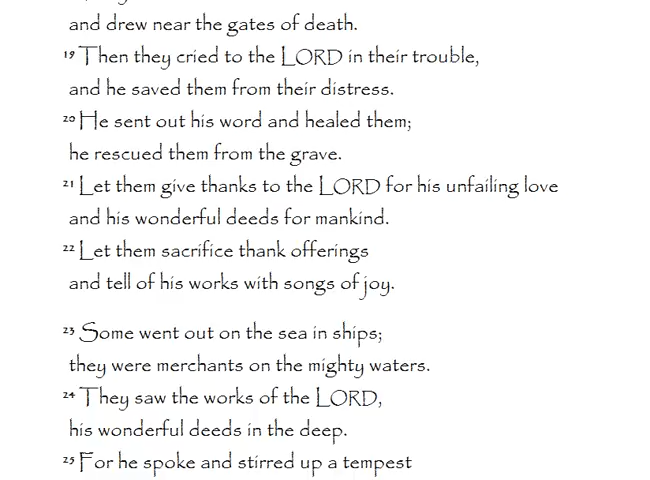 and drew near the gates of death.
19 Then they cried to the LORD in their trouble,
and he saved them from their distress.
20 He sent out his word and healed them;
he rescued them from the grave.
21 Let them give thanks to the LORD for his unfailing love
and his wonderful deeds for mankind.
22 Let them sacrifice thank offerings
and tell of his works with songs of joy.
23 Some went out on the sea in ships;
they were merchants on the mighty waters.
24 They saw the works of the LORD,
his wonderful deeds in the deep.
25 For he spoke and stirred up a tempest